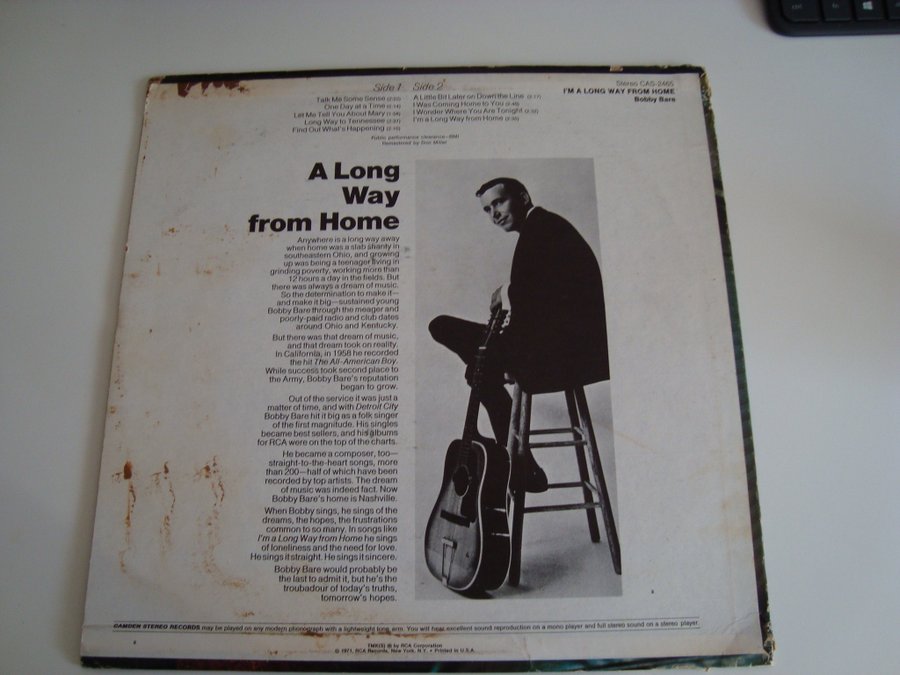 Side 1
Talk Me Some Sense
One Day at a Time
Let Me Tell You About Mary
Long Way to Tennessee
Find Out What's Happening
Side 2
A Little Bit Later on Down the Line
I Was Coming Home to You
I Wonder Where You Are Tonight
I'm a Long Way from Home
Public performance clearance—BMI
Remastered by Don Miller
Stereo CAS-2465
I'M A LONG WAY FROM HOME
Bobby Bare
A Long
Way
from Home
Anywhere is a long way away
when home was a slab shanty in
southeastern Ohio, and growing
up was being a teenager living in
grinding poverty, working more than
12 hours a day in the fields. But
there was always a dream of music.
So the determination to make it—
and make it big—sustained young
Bobby Bare through the meager and
poorly-paid radio and club dates
around Ohio and Kentucky.
But there was that dream of music,
and that dream took on reality.
In California, in 1958 he recorded
the hit The All-American Boy.
While success took second place to
the Army, Bobby Bare's reputation
began to grow.
Out of the service it was just a
matter of time, and with Detroit City
Bobby Bare hit it big as a folk singer
of the first magnitude. His singles
became best sellers, and his albums
for RCA were on the top of the charts.
He became a composer, too—
straight-to-the-heart songs, more
than 200—half of which have been
recorded by top artists. The dream
of music was indeed fact. Now
Bobby Bare's home is Nashville.
When Bobby sings, he sings of the
dreams, the hopes, the frustrations
common to so many. In songs like
I'm a Long Way from Home he sings
of loneliness and the need for love.
He sings it straight. He sings it sincere.
Bobby Bare would probably be
the last to admit it, but he's the
troubadour of today's truths,
tomorrow's hopes.
CAMDEN STEREO RECORDS may be played on any modern phonograph with a lightweight tone arm. You will hear excellent sound reproduction on a mono player and full stereo sound on a stereo player.
TMK(S) ® by RCA Corporation
© 1971, RCA Records, New York, N.Y. • Printed in U.S.A.
ctrl
fn
alt